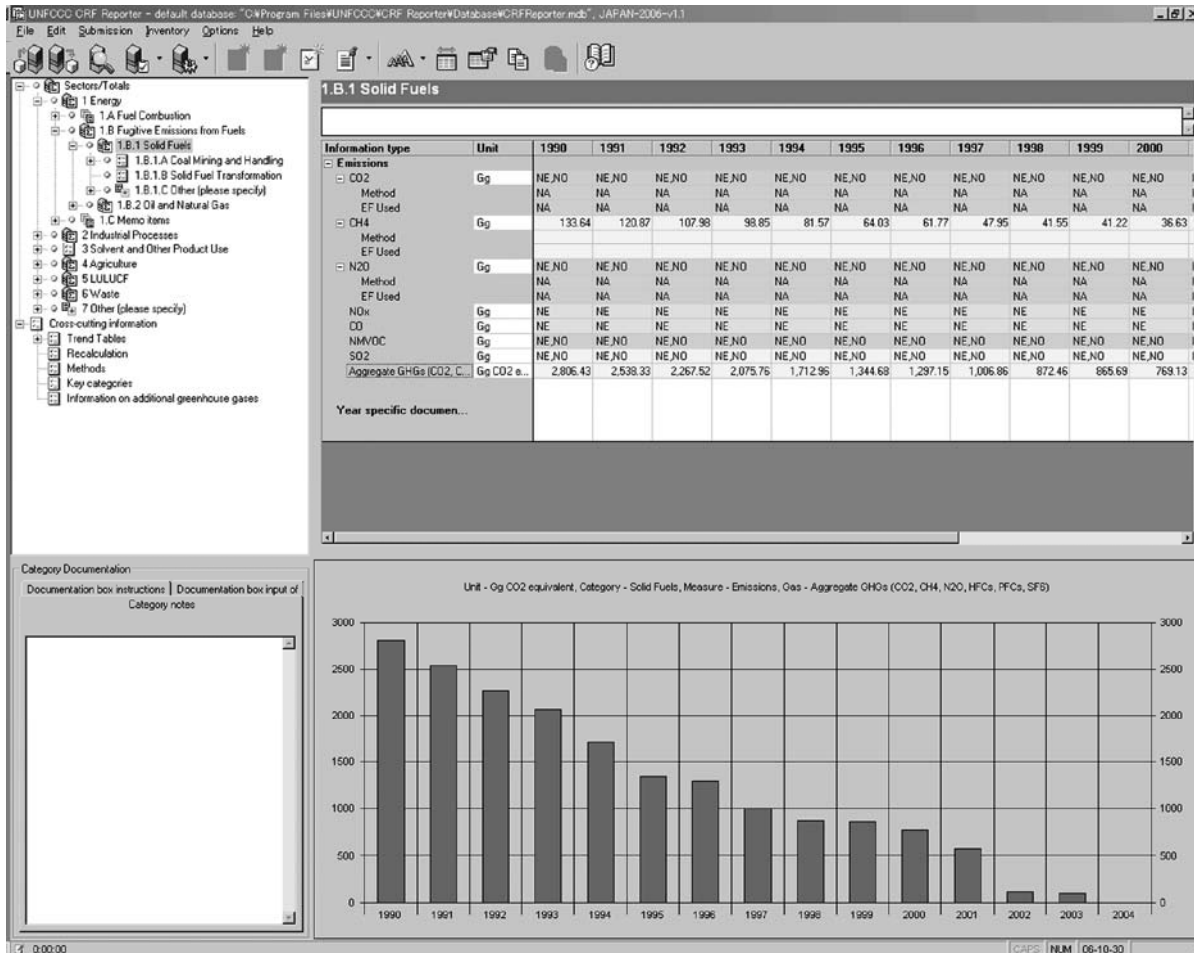 UNFCCC CRF Reporter - default database: "C:¥Program Files¥UNFCCC¥CRF Reporter¥Database¥CRFReporter.mdb", JAPAN-2006-v1.1
File Edit Submission Inventory Options Help
Sectors/Totals
1 Energy
1.A Fuel Combustion
1.B Fugitive Emissions from Fuels
1.B.1 Solid Fuels
1.B.1.A Coal Mining and Handling
1.B.1.B Solid Fuel Transformation
1.B.1.C Other (please specify)
1.B.2 Oil and Natural Gas
1.C Memo items
2 Industrial Processes
3 Solvent and Other Product Use
4 Agriculture
5 LULUCF
6 Waste
7 Other (please specify)
Cross-cutting information
Trend Tables
Recalculation
Methods
Key categories
Information on additional greenhouse gases
1.B.1 Solid Fuels
Information type Unit 1990 1991 1992 1993 1994 1995 1996 1997 1998 1999 2000
Emissions
CO2 Gg NE,NO NE,NO NE,NO NE,NO NE,NO NE,NO NE,NO NE,NO NE,NO NE,NO NE,NO
Method NA NA NA NA NA NA NA NA NA NA NA
EF Used NA NA NA NA NA NA NA NA NA NA NA
CH4 Gg 133.64 120.87 107.98 98.85 81.57 64.03 61.77 47.95 41.55 41.22 36.63
Method
EF Used
N2O Gg NE,NO NE,NO NE,NO NE,NO NE,NO NE,NO NE,NO NE,NO NE,NO NE,NO NE,NO
Method NA NA NA NA NA NA NA NA NA NA NA
EF Used NA NA NA NA NA NA NA NA NA NA NA
NOx Gg NE NE NE NE NE NE NE NE NE NE NE
CO Gg NE NE NE NE NE NE NE NE NE NE NE
NMVOC Gg NE,NO NE,NO NE,NO NE,NO NE,NO NE,NO NE,NO NE,NO NE,NO NE,NO NE,NO
SO2 Gg NE,NO NE,NO NE,NO NE,NO NE,NO NE,NO NE,NO NE,NO NE,NO NE,NO NE,NO
Aggregate GHGs (CO2, C... Gg CO2 e... 2,806.43 2,538.33 2,267.52 2,075.76 1,712.96 1,344.68 1,297.15 1,006.86 872.46 865.69 769.13
Year specific documen...
Category Documentation
Documentation box instructions Documentation box input of
Category notes
Unit - Gg CO2 equivalent, Category - Solid Fuels, Measure - Emissions, Gas - Aggregate GHGs (CO2, CH4, N2O, HFCs, PFCs, SF6)
3000 3000
2500 2500
2000 2000
1500 1500
1000 1000
500 500
0 0
1990 1991 1992 1993 1994 1995 1996 1997 1998 1999 2000 2001 2002 2003 2004
0:00:00 CAPS NUM 06-10-30